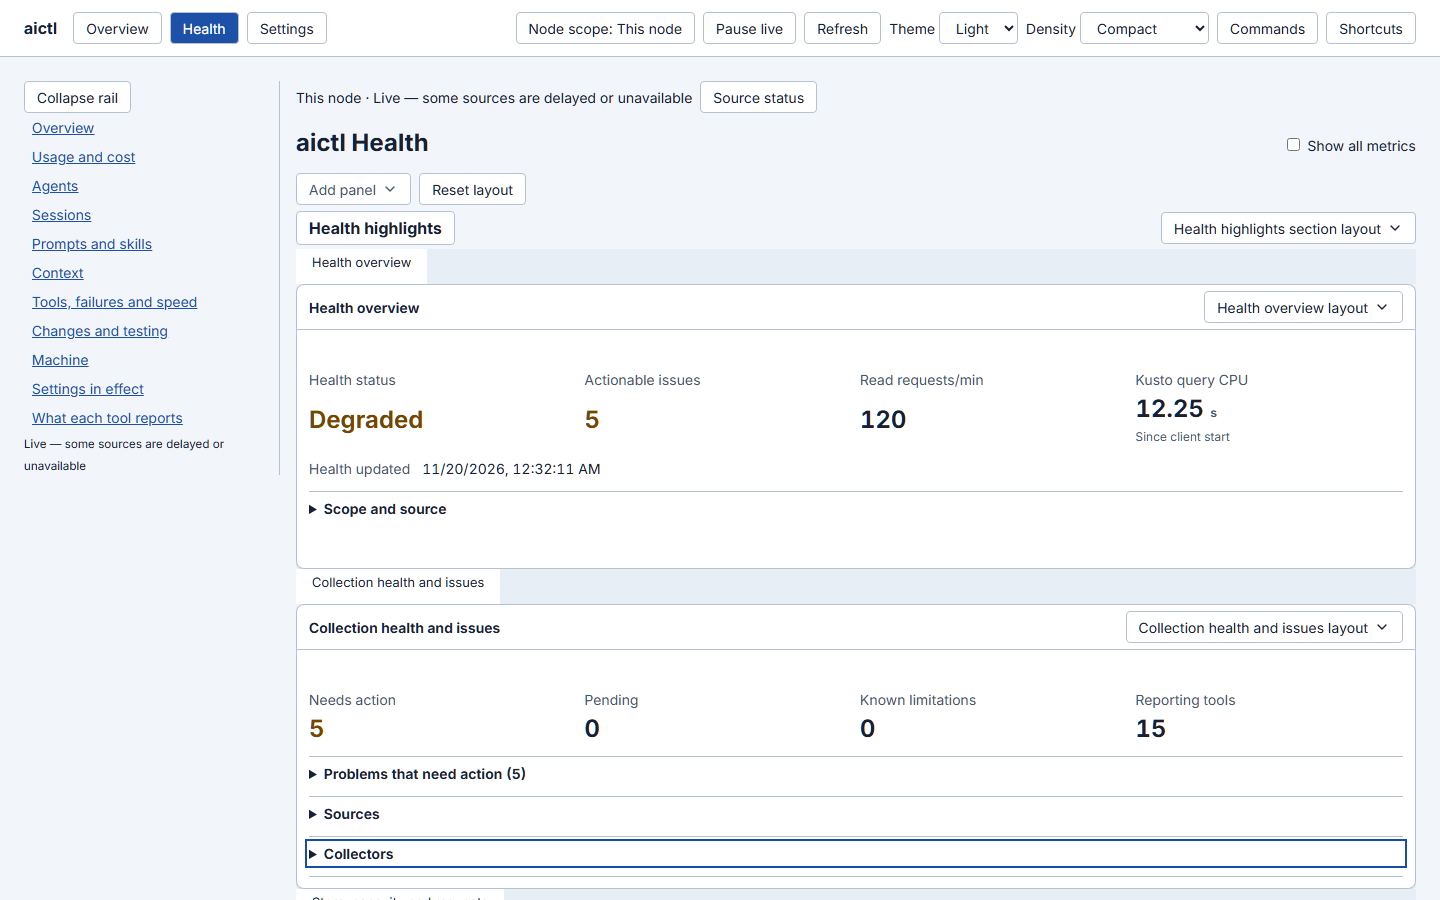 aictl Overview Health Settings Node scope: This node Pause live Refresh Theme Light Density Compact Commands Shortcuts
Collapse rail
Overview
Usage and cost
Agents
Sessions
Prompts and skills
Context
Tools, failures and speed
Changes and testing
Machine
Settings in effect
What each tool reports
Live — some sources are delayed or
unavailable
This node · Live — some sources are delayed or unavailable Source status
aictl Health
Show all metrics
Add panel Reset layout
Health highlights Health highlights section layout
Health overview
Health overview Health overview layout
Health status Actionable issues Read requests/min Kusto query CPU
Degraded 5 120 12.25 s
Since client start
Health updated 11/20/2026, 12:32:11 AM
Scope and source
Collection health and issues
Collection health and issues Collection health and issues layout
Needs action Pending Known limitations Reporting tools
5 0 0 15
Problems that need action (5)
Sources
Collectors